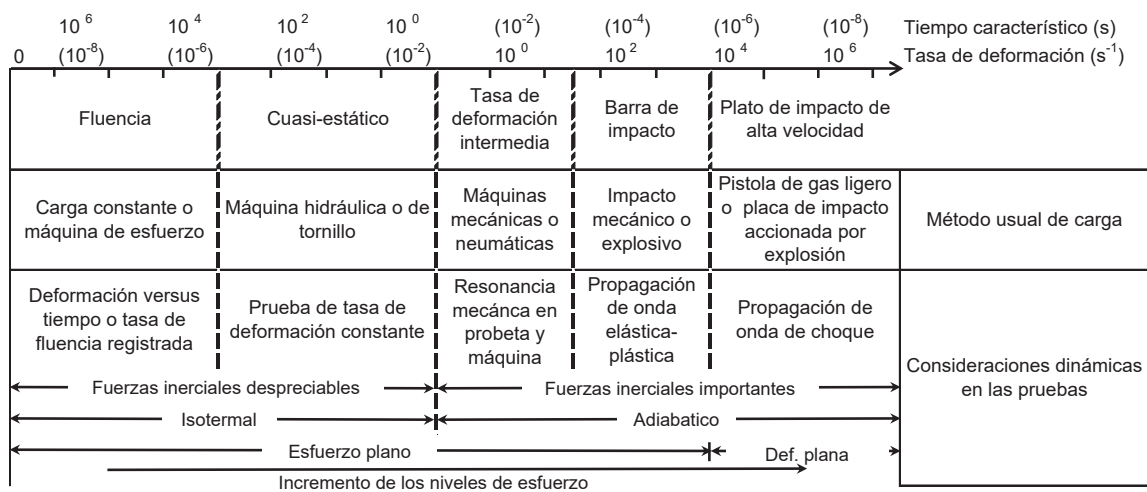 10 6 10 4 10 2 10 0 (10-2) (10-4) (10-6) (10-8) Tiempo característico (s)
0 (10-8) (10-6) (10-4) (10-2) 10 0 10 2 10 4 10 6 Tasa de deformación (s-1)
Fluencia
Cuasi-estático
Tasa de
deformación
intermedia
Barra de
impacto
Plato de impacto de
alta velocidad
Carga constante o
máquina de esfuerzo
Máquina hidráulica o de
tornillo
Máquinas
mecánicas o
neumáticas
Impacto
mecánico o
explosivo
Pistola de gas ligero
o placa de impacto
accionada por
explosión
Método usual de carga
Deformación versus
tiempo o tasa de
fluencia registrada
Prueba de tasa de
deformación constante
Resonancia
mecánca en
probeta y
máquina
Propagación
de onda
elástica-
plástica
Propagación de
onda de choque
Consideraciones dinámicas
en las pruebas
Fuerzas inerciales despreciables
Fuerzas inerciales importantes
Isotermal
Adiabatico
Esfuerzo plano
Def. plana
Incremento de los niveles de esfuerzo